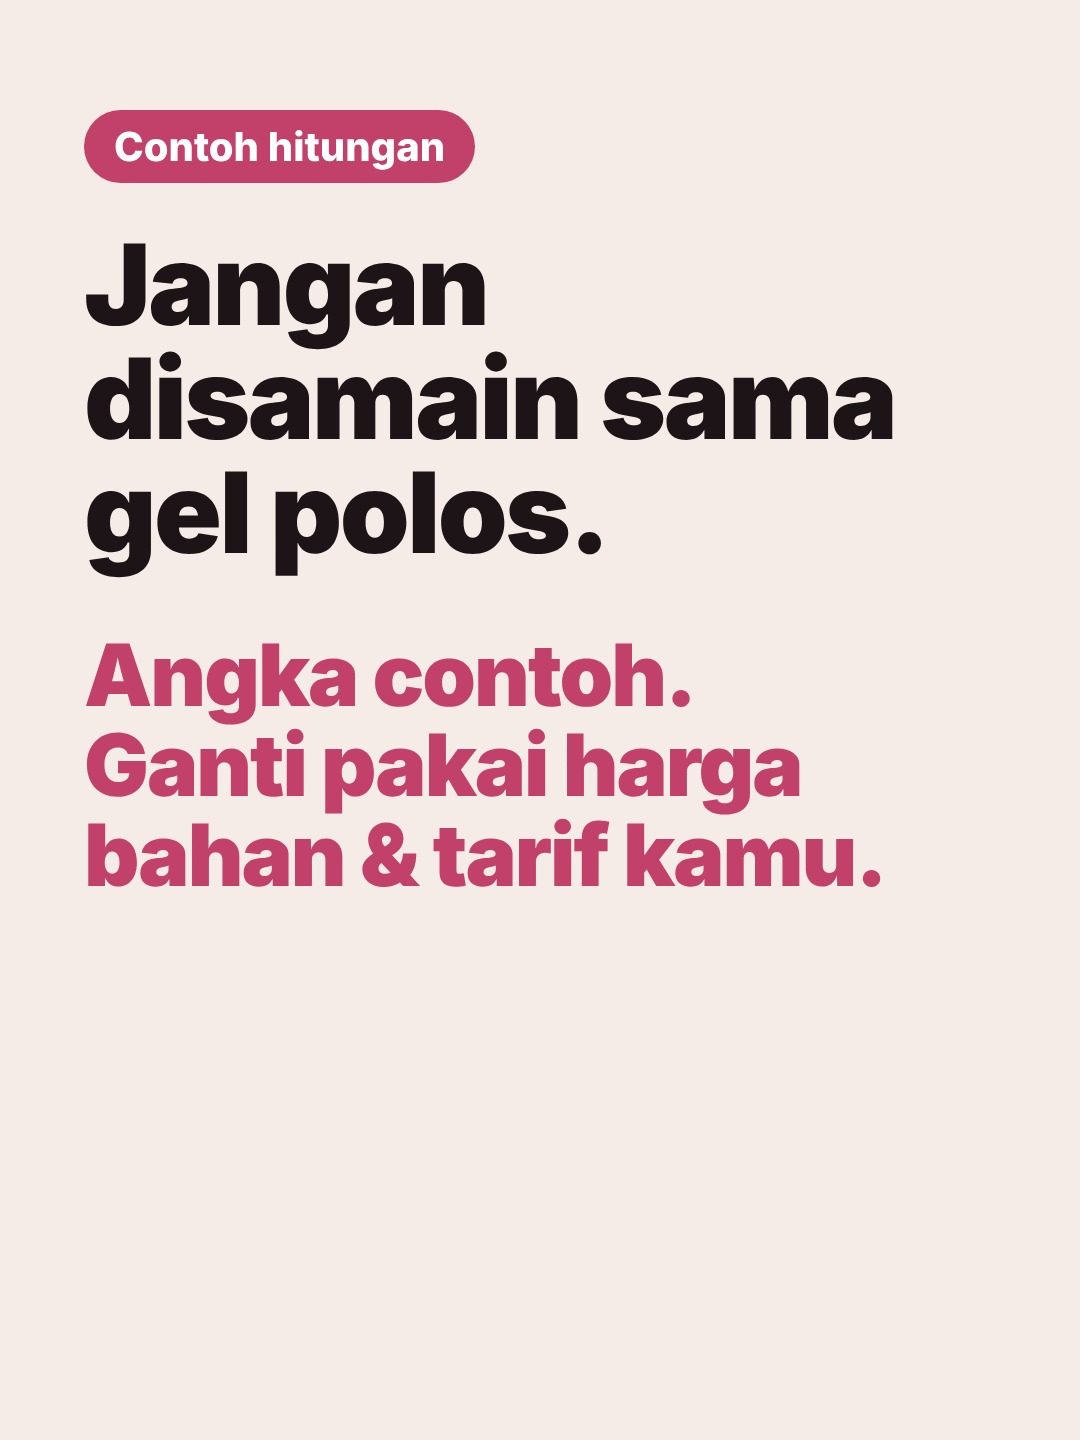 Contoh hitungan
Jangan
disamain sama
gel polos.
Angka contoh.
Ganti pakai harga
bahan & tarif kamu.